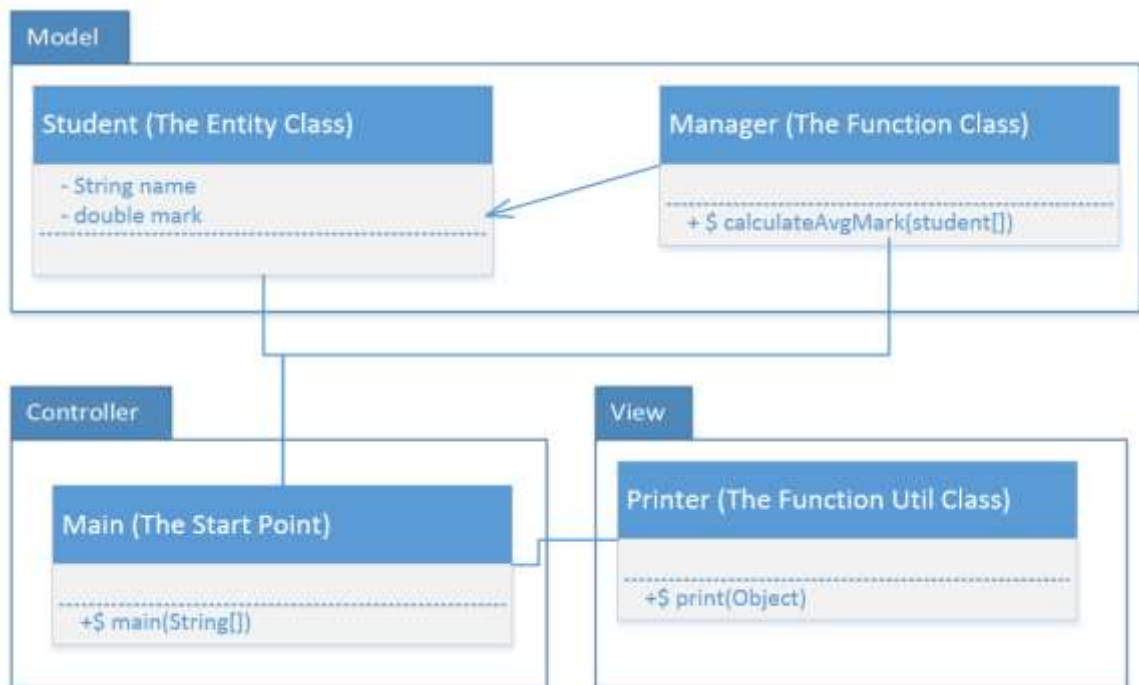 Model
Student (The Entity Class)
- String name
- double mark
Manager (The Function Class)
+ $ calculateAvgMark(student[])
Controller
Main (The Start Point)
+$ main(String[])
View
Printer (The Function Util Class)
+$ print(Object)